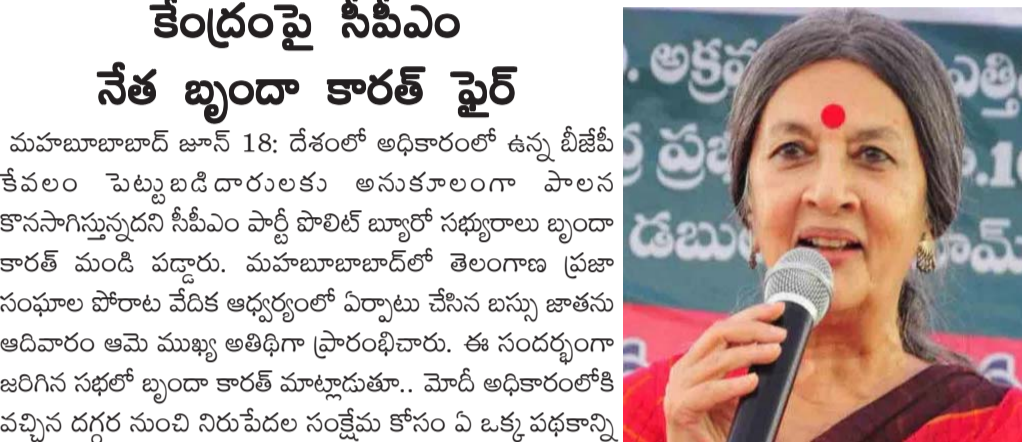 కేంద్రంపై సీపీఎం
నేత బృందా కారత్ ఫైర్
మహబూబాబాద్ జూన్ 18: దేశంలో అధికారంలో ఉన్న బీజేపీ
కేవలం పెట్టుబడిదారులకు అనుకూలంగా పాలన
కొనసాగిస్తున్నదని సీపీఎం పార్టీ పొలిట్ బ్యూరో సభ్యురాలు బృందా
కారత్ మండి పడ్డారు. మహబూబాబాద్‌లో తెలంగాణ ప్రజా
సంఘాల పోరాట వేదిక ఆధ్వర్యంలో ఏర్పాటు చేసిన బస్సు జాతను
ఆదివారం ఆమె ముఖ్య అతిథిగా ప్రారంభించారు. ఈ సందర్భంగా
జరిగిన సభలో బృందా కారత్ మాట్లాడుతూ.. మోదీ అధికారంలోకి
వచ్చిన దగ్గర నుంచి నిరుపేదల సంక్షేమ కోసం ఏ ఒక్క పథకాన్ని